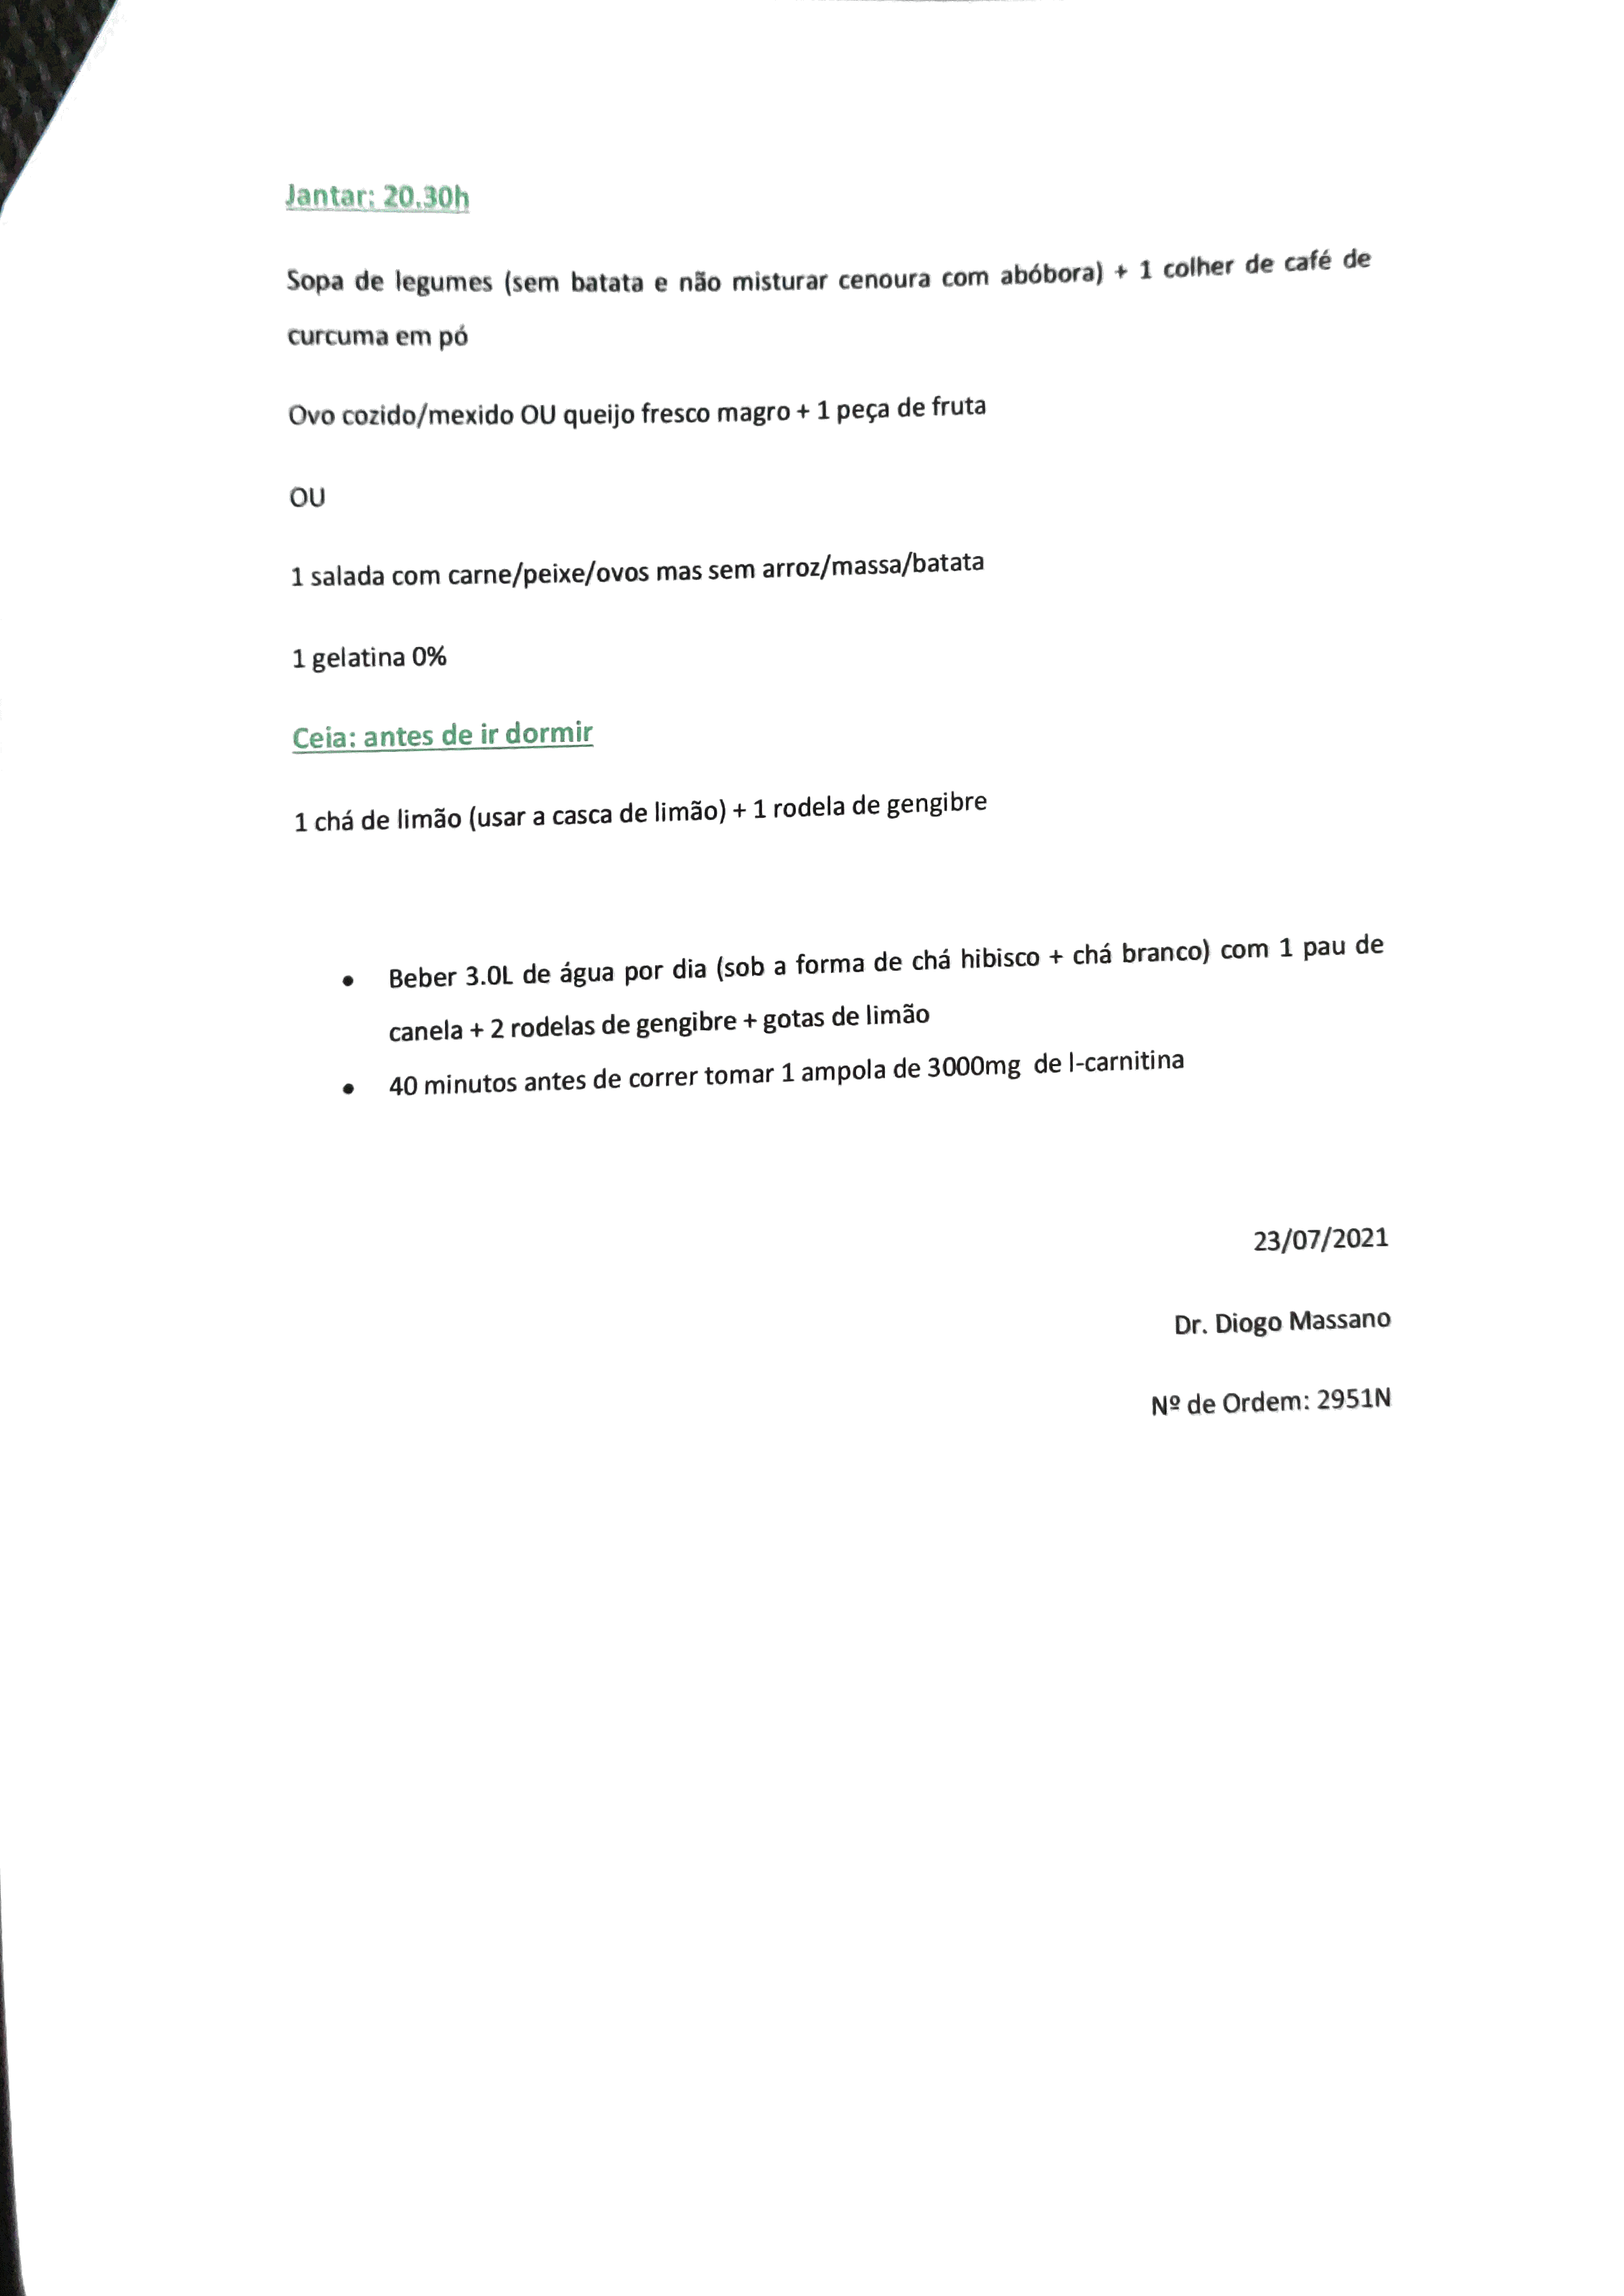 Jantar: 20.30h
Sopa de legumes (sem batata e não misturar cenoura com abóbora) + 1 colher de café de
curcuma em pó
Ovo cozido/mexido OU queijo fresco magro + 1 peça de fruta
OU
1 salada com carne/peixe/ovos mas sem arroz/massa/batata
1 gelatina 0%
Ceia: antes de ir dormir
1 chá de limão (usar a casca de limão) + 1 rodela de gengibre
• Beber 3.0L de água por dia (sob a forma de chá hibisco + chá branco) com 1 pau de
canela + 2 rodelas de gengibre + gotas de limão
• 40 minutos antes de correr tomar 1 ampola de 3000mg de l-carnitina
23/07/2021
Dr. Diogo Massano
Nº de Ordem: 2951N